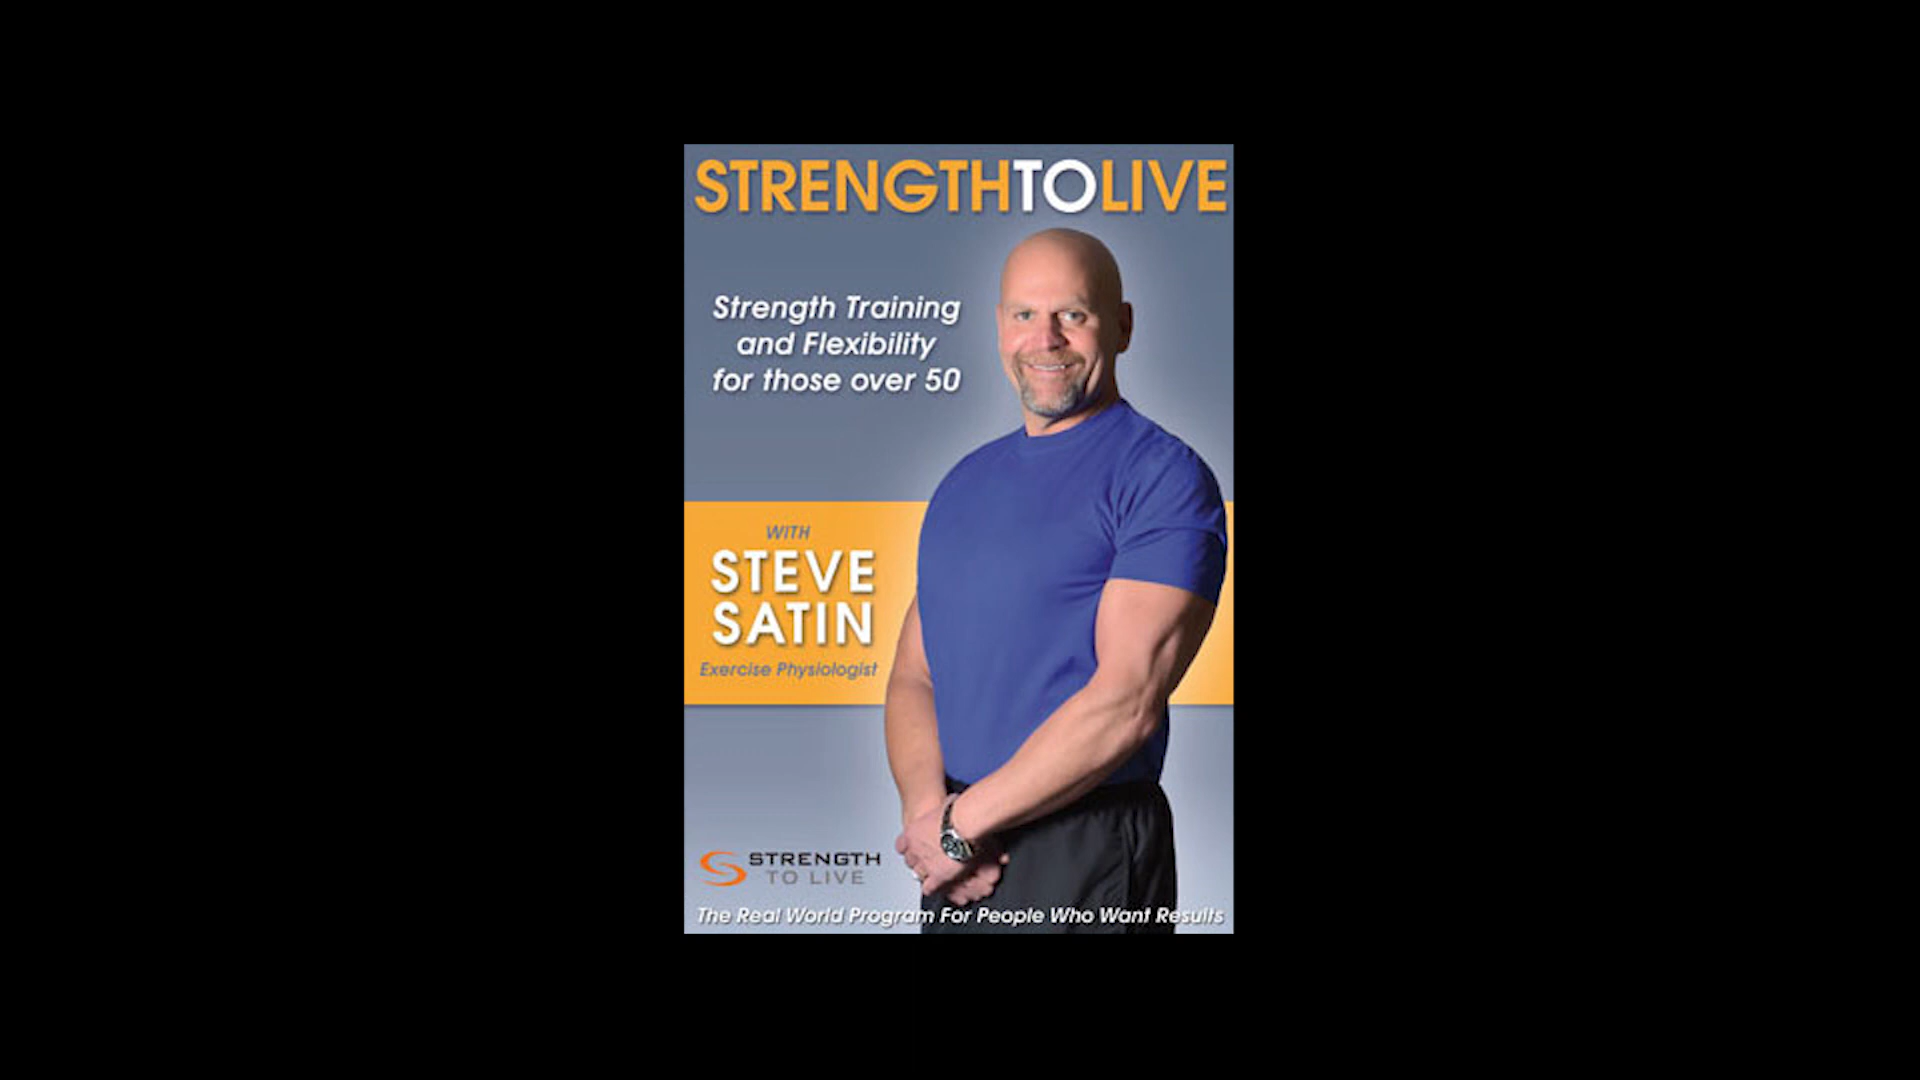 STRENGTHTOLIVE
Strength Training
and Flexibility
for those over 50
WITH
STEVE
SATIN
Exercise Physiologist
STRENGTH
TO LIVE
The Real World Program For People Who Want Results